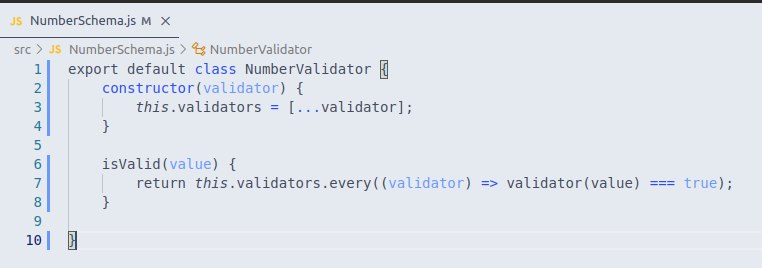 JS NumberSchema.js M ×
src > JS NumberSchema.js > NumberValidator
1 export default class NumberValidator {
2     constructor(validator) {
3         this.validators = [...validator];
4     }
5
6     isValid(value) {
7         return this.validators.every((validator) => validator(value) === true);
8     }
9
10 }